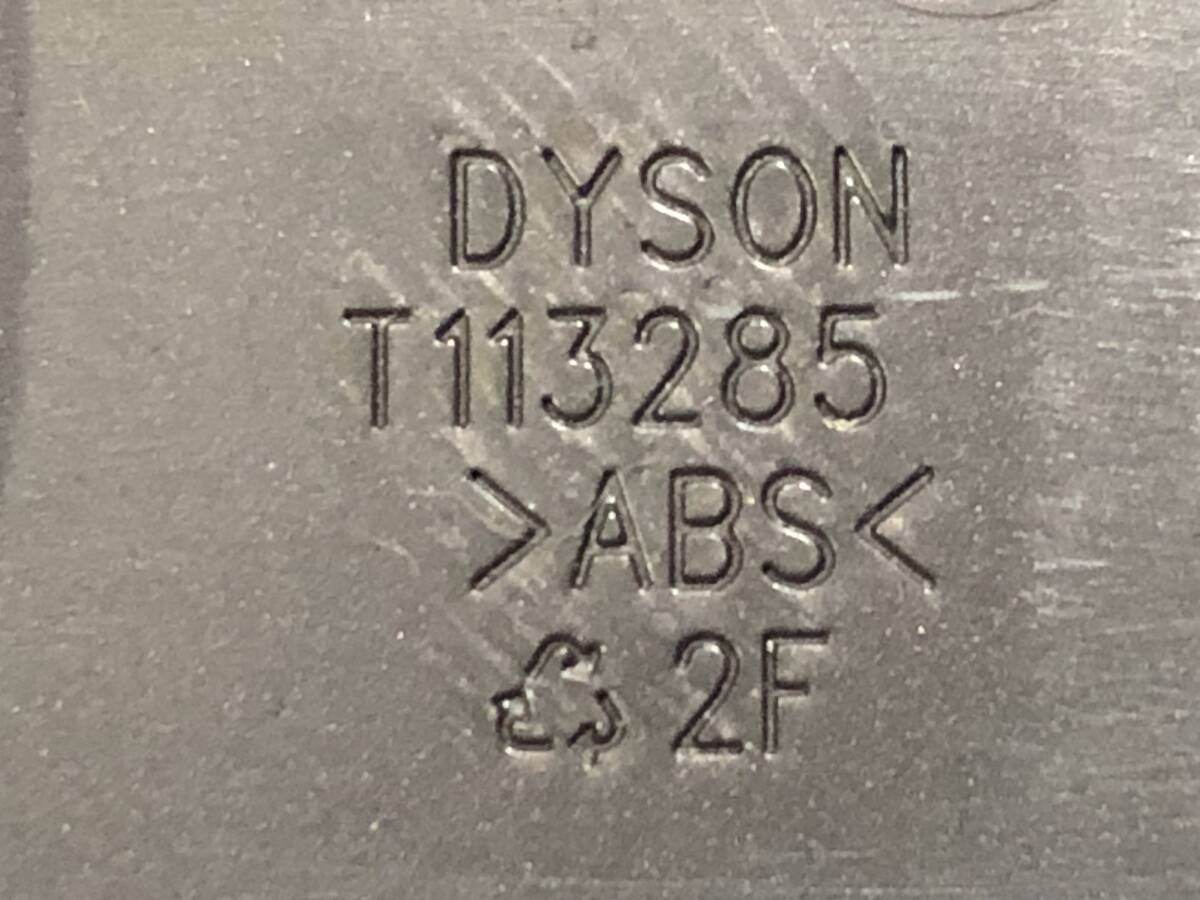 DYSON
T113285
>ABS<
♺ 2F